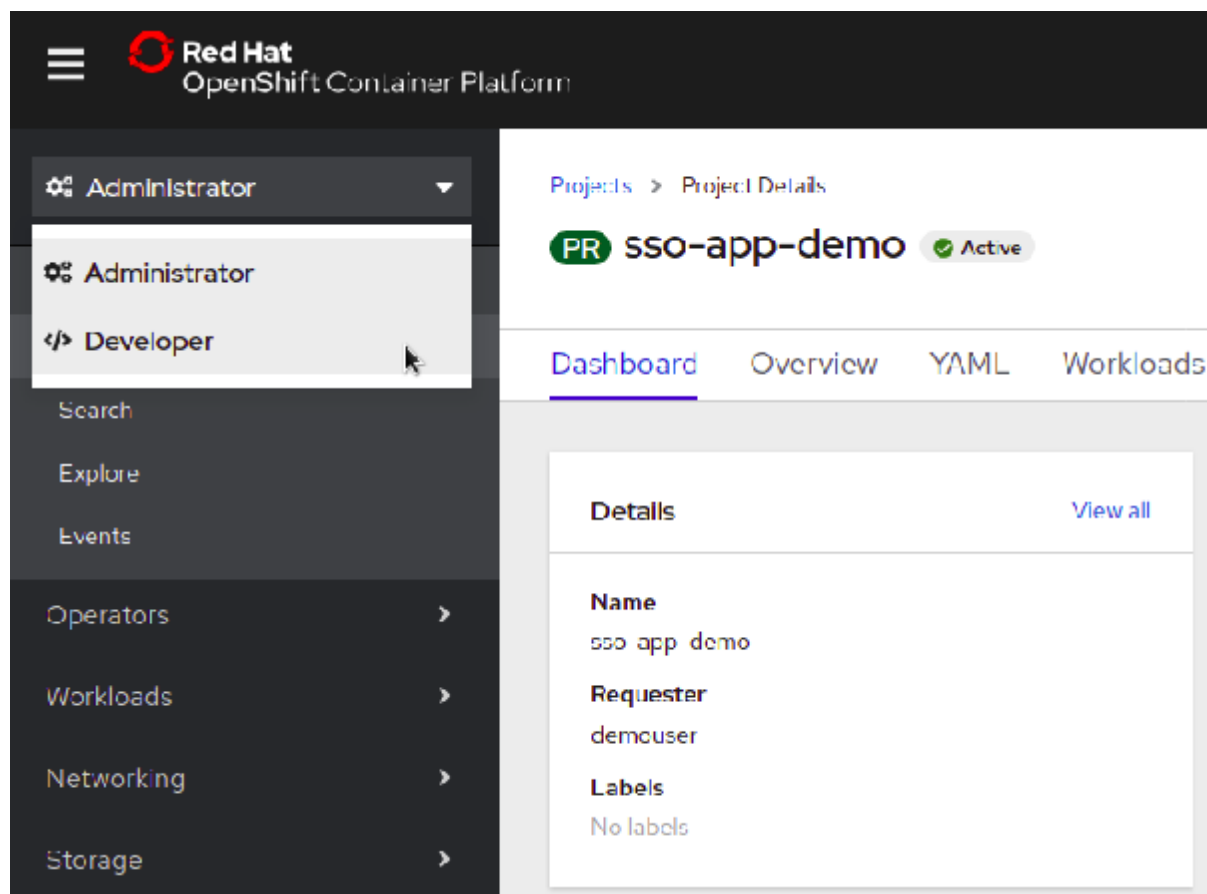 Red Hat
OpenShift Container Platform
Administrator
Administrator
Developer
Search
Explore
Events
Operators
Workloads
Networking
Storage
Projects > Project Details
PR sso-app-demo Active
Dashboard Overview YAML Workloads
Details View all
Name
sso-app-demo
Requester
demouser
Labels
No labels